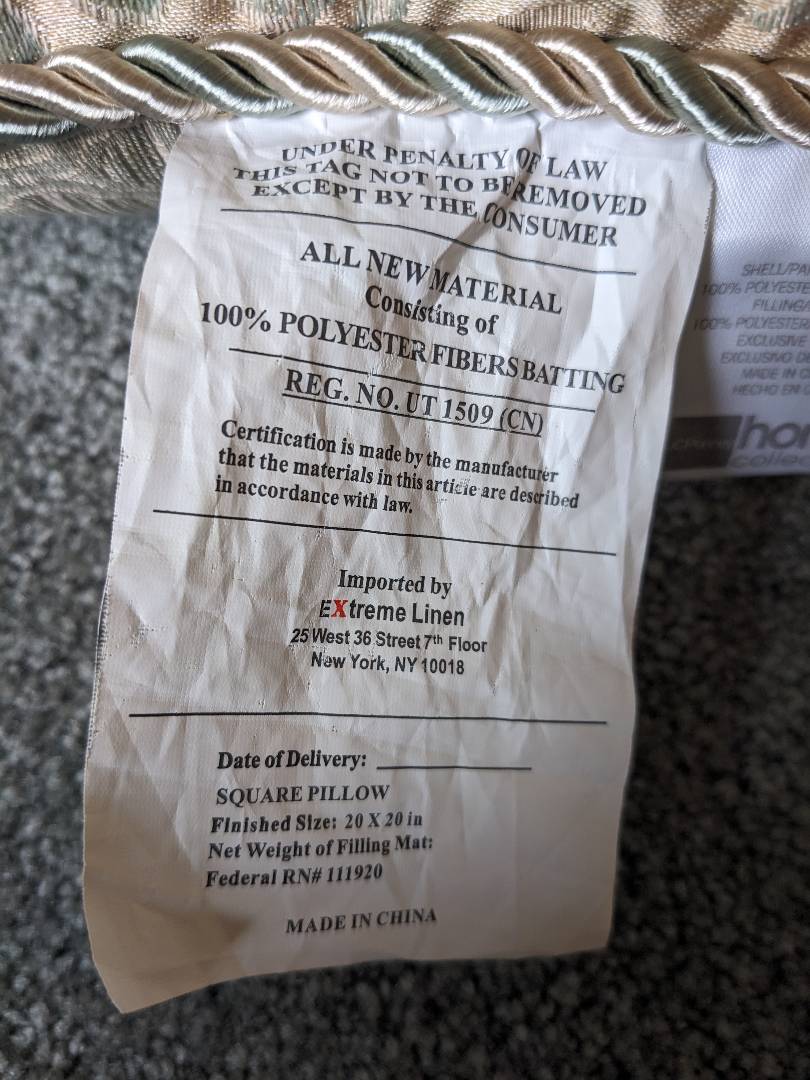 UNDER PENALTY OF LAW
THIS TAG NOT TO BE REMOVED
EXCEPT BY THE CONSUMER
ALL NEW MATERIAL
Consisting of
100% POLYESTER FIBERS BATTING
REG. NO. UT 1509 (CN)
Certification is made by the manufacturer
that the materials in this article are described
in accordance with law.
Imported by
EXtreme Linen
25 West 36 Street 7th Floor
New York, NY 10018
Date of Delivery:
SQUARE PILLOW
Finished Size: 20 X 20 in
Net Weight of Filling Mat:
Federal RN# 111920
MADE IN CHINA
SHELL/PA
100% POLYESTE
FILLING/
100% POLYESTER
EXCLUSIVE
EXCLUSIVO D
MADE IN C
HECHO EN
hor
collec